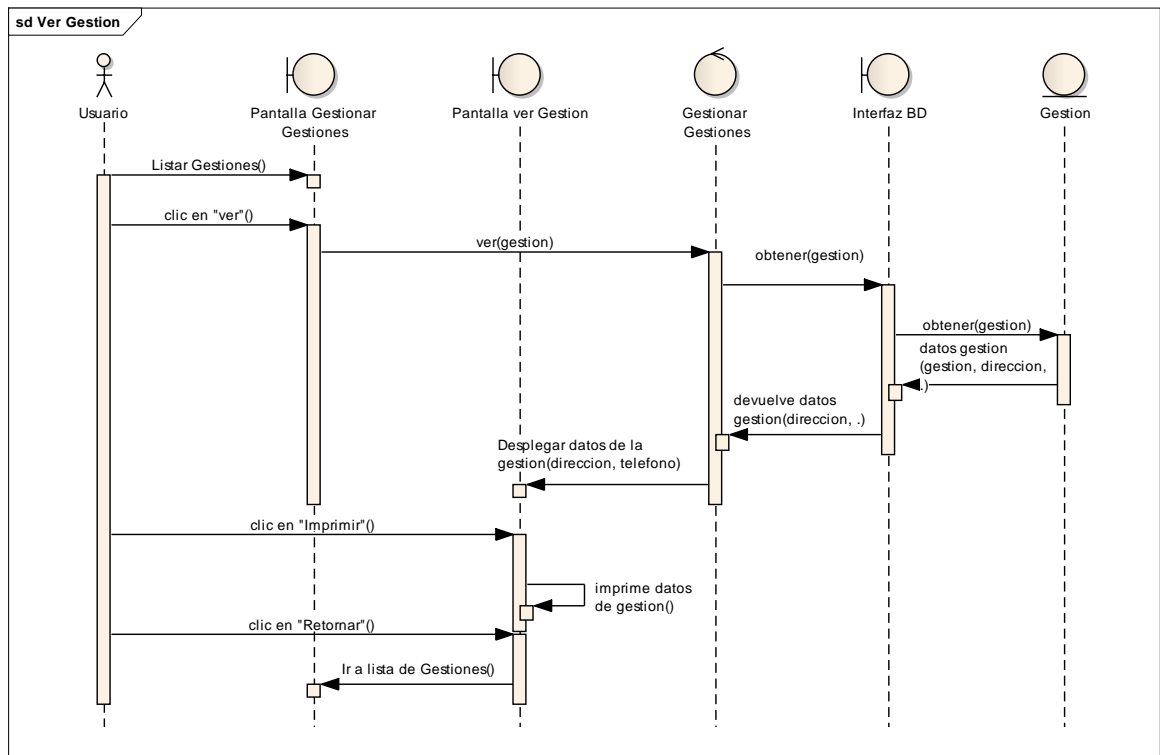 sd Ver Gestion
Usuario
Pantalla Gestionar
Gestiones
Pantalla ver Gestion
Gestionar
Gestiones
Interfaz BD
Gestion
Listar Gestiones()
clic en "ver"()
ver(gestion)
obtener(gestion)
obtener(gestion)
datos gestion
(gestion, direccion,
.)
devuelve datos
gestion(direccion, .)
Desplegar datos de la
gestion(direccion, telefono)
clic en "Imprimir"()
imprime datos
de gestion()
clic en "Retornar"()
Ir a lista de Gestiones()